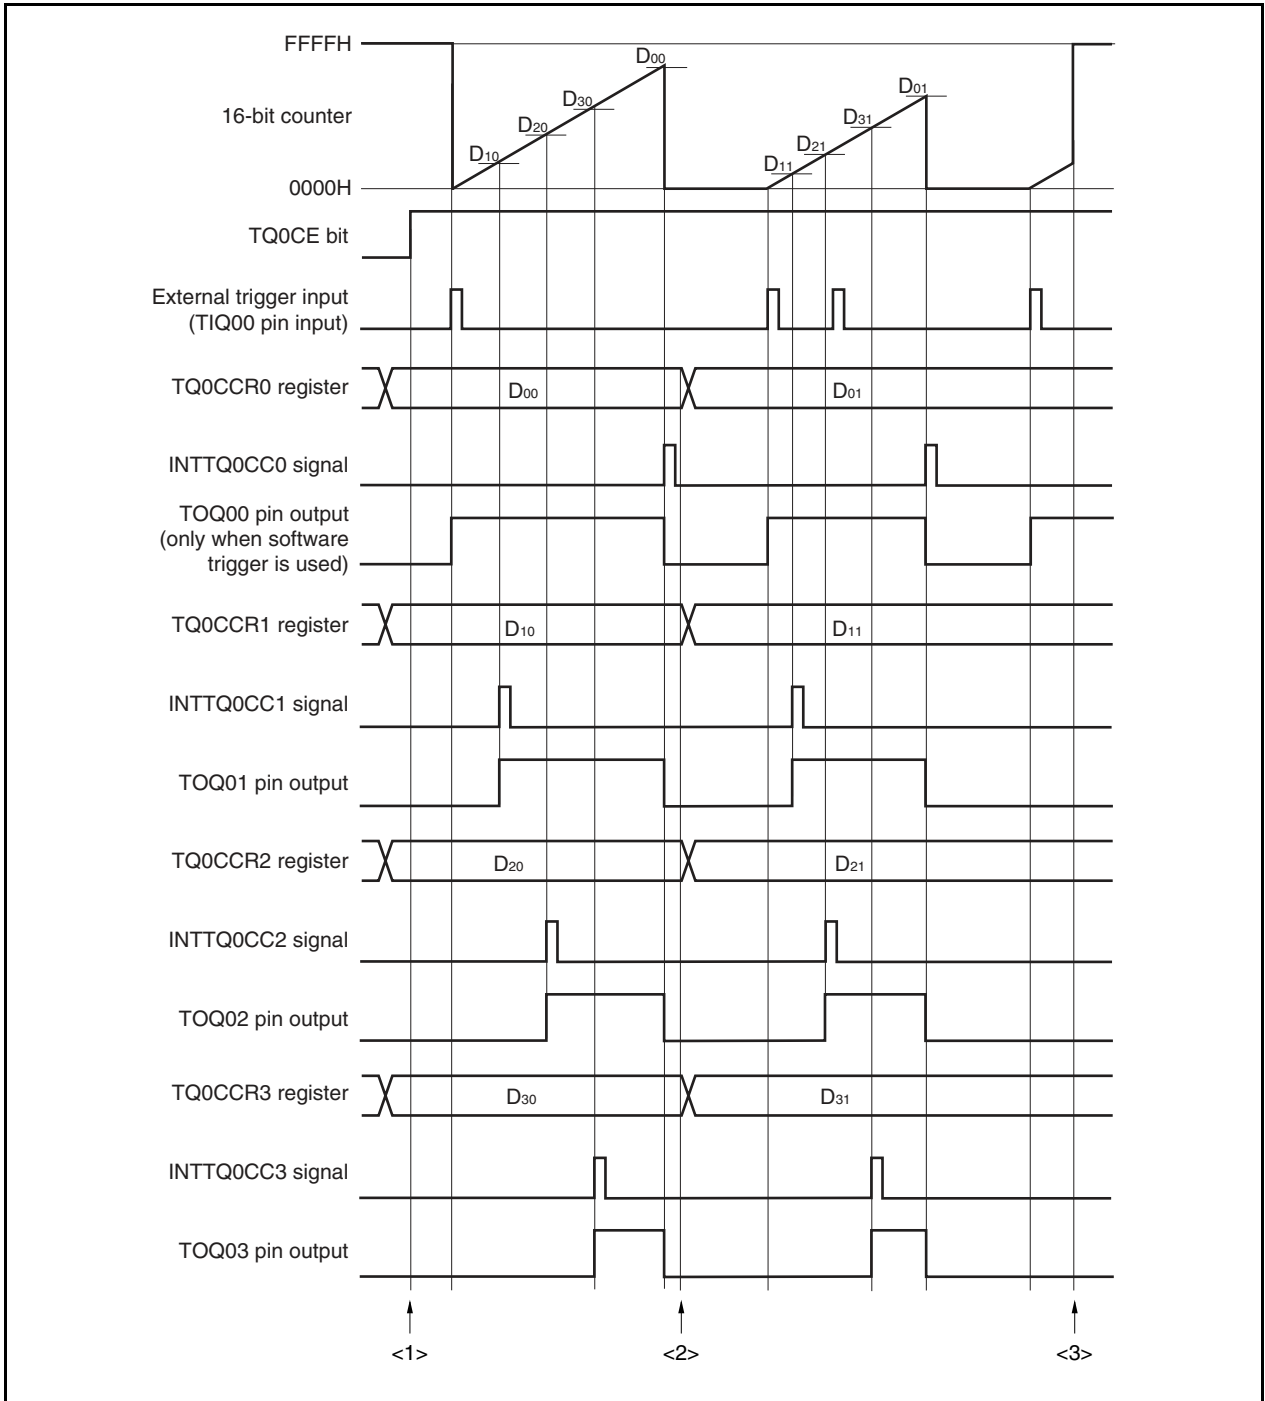 FFFFH
D00
D01
D30
16-bit counter
D31
D20
D21
D10
D11
0000H
TQ0CE bit
External trigger input
(TIQ00 pin input)
TQ0CCR0 register
D00
D01
INTTQ0CC0 signal
TOQ00 pin output
(only when software
trigger is used)
TQ0CCR1 register
D10
D11
INTTQ0CC1 signal
TOQ01 pin output
TQ0CCR2 register
D20
D21
INTTQ0CC2 signal
TOQ02 pin output
TQ0CCR3 register
D30
D31
INTTQ0CC3 signal
TOQ03 pin output
<1>
<2>
<3>